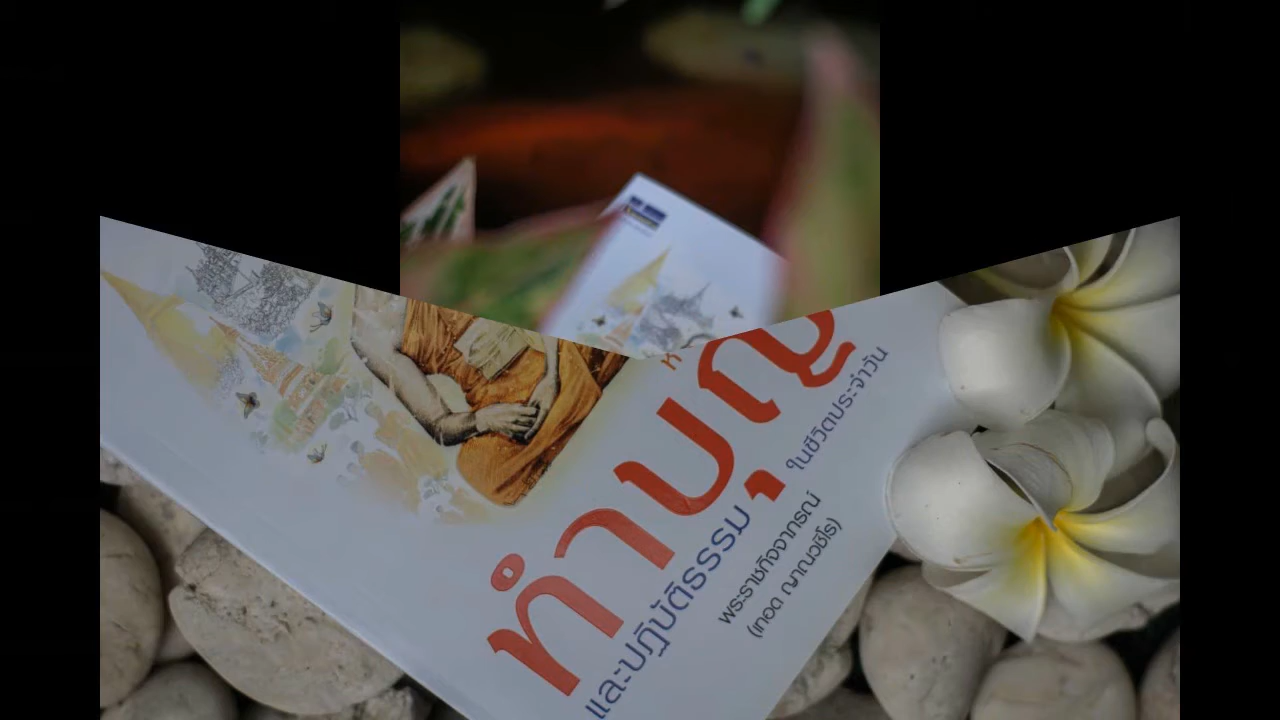 ทำบุญ
และปฏิบัติธรรม ในชีวิตประจำวัน
พระราชกิจจาภรณ์
(เทอด ญาณวชิโร)